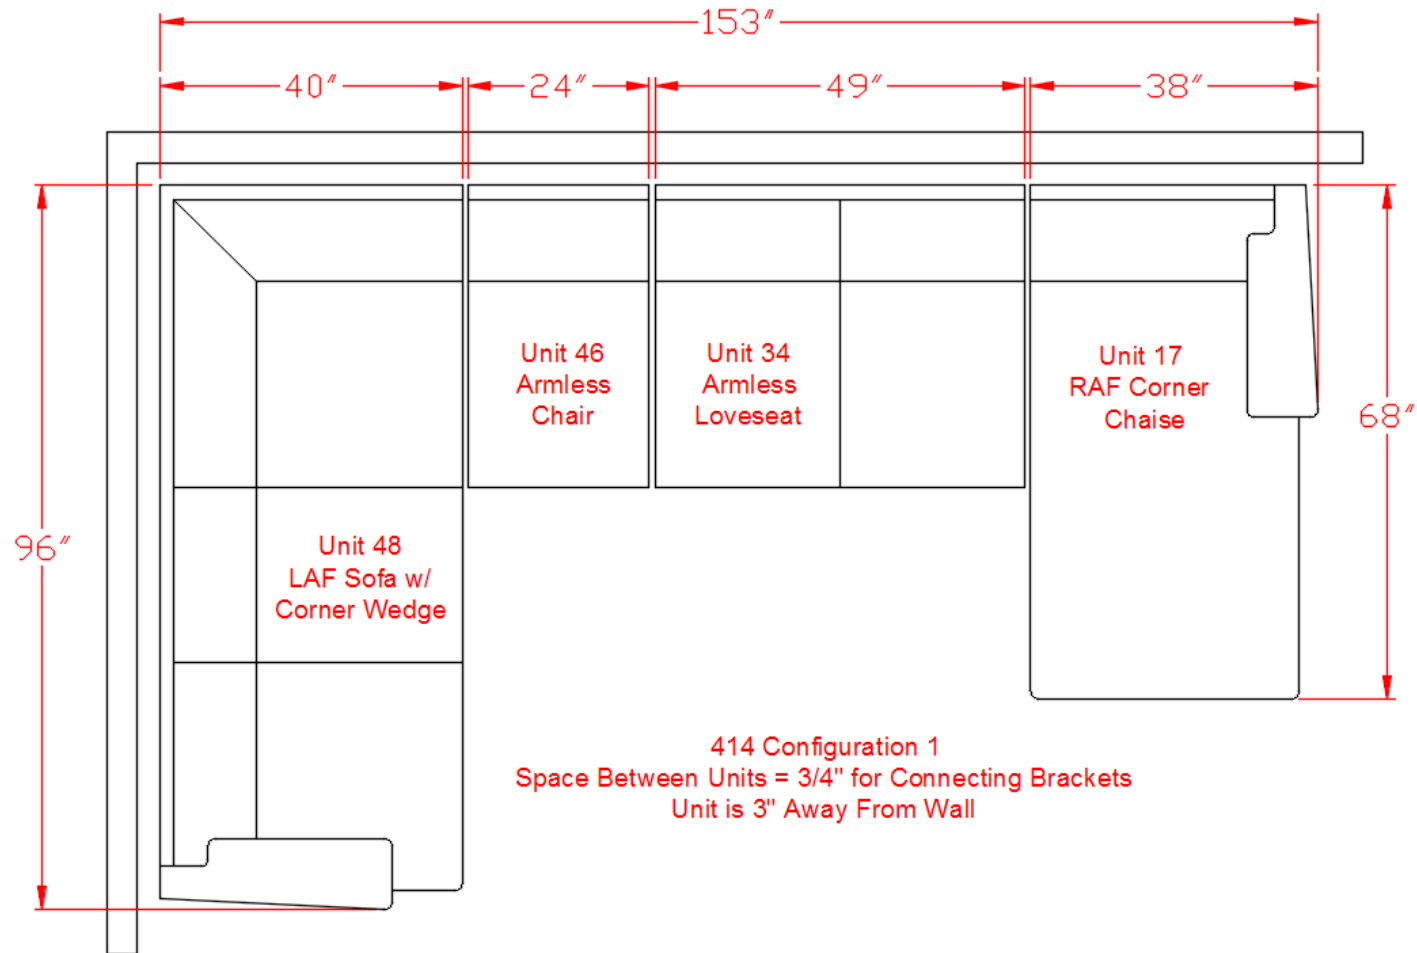 153"
40"
24"
49"
38"
Unit 46
Armless
Chair
Unit 34
Armless
Loveseat
Unit 17
RAF Corner
Chaise
68"
96"
Unit 48
LAF Sofa w/
Corner Wedge
414 Configuration 1
Space Between Units = 3/4" for Connecting Brackets
Unit is 3" Away From Wall